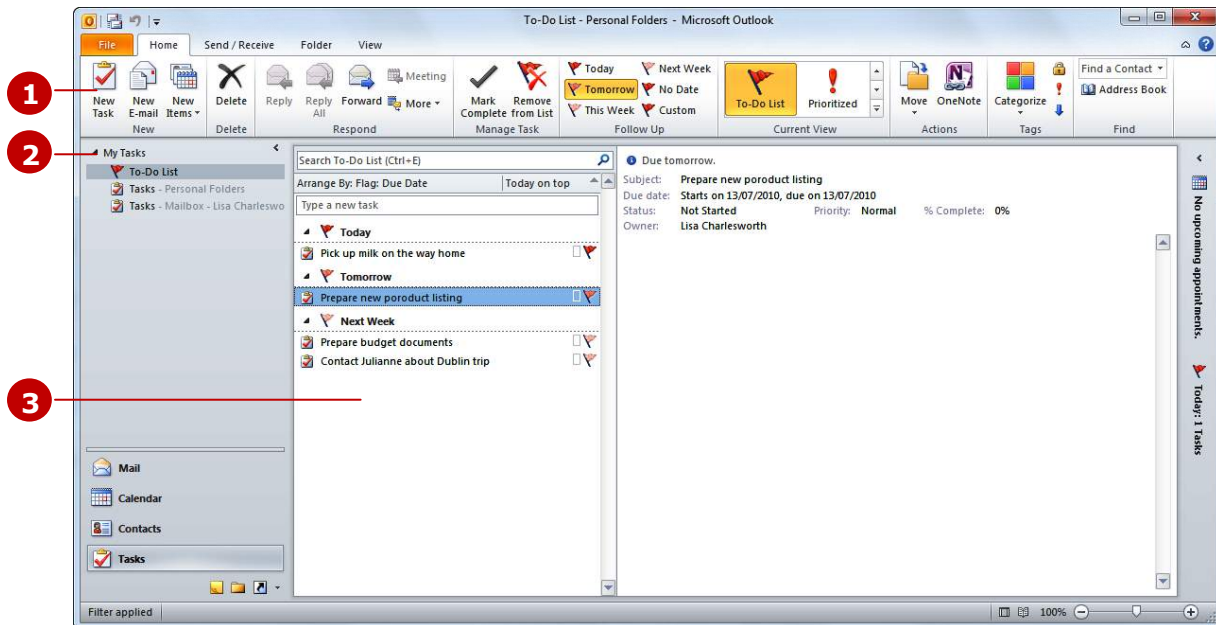 To-Do List - Personal Folders - Microsoft Outlook
File Home Send / Receive Folder View
1
New Task
New E-mail
New Items
Delete
Reply
Reply All
Forward
Meeting
More
Mark Complete
Remove from List
Today
Tomorrow
This Week
Next Week
No Date
Custom
To-Do List
Prioritized
Move
OneNote
Categorize
Find a Contact
Address Book
New Delete Respond Manage Task Follow Up Current View Actions Tags Find
2
My Tasks
To-Do List
Tasks - Personal Folders
Tasks - Mailbox - Lisa Charleswo
Mail
Calendar
Contacts
Tasks
Search To-Do List (Ctrl+E)
Arrange By: Flag: Due Date Today on top
Type a new task
Today
Pick up milk on the way home
Tomorrow
Prepare new poroduct listing
Next Week
Prepare budget documents
Contact Julianne about Dublin trip
3
Due tomorrow.
Subject: Prepare new poroduct listing
Due date: Starts on 13/07/2010, due on 13/07/2010
Status: Not Started Priority: Normal % Complete: 0%
Owner: Lisa Charlesworth
No upcoming appointments.
Today: 1 Tasks
Filter applied
100%